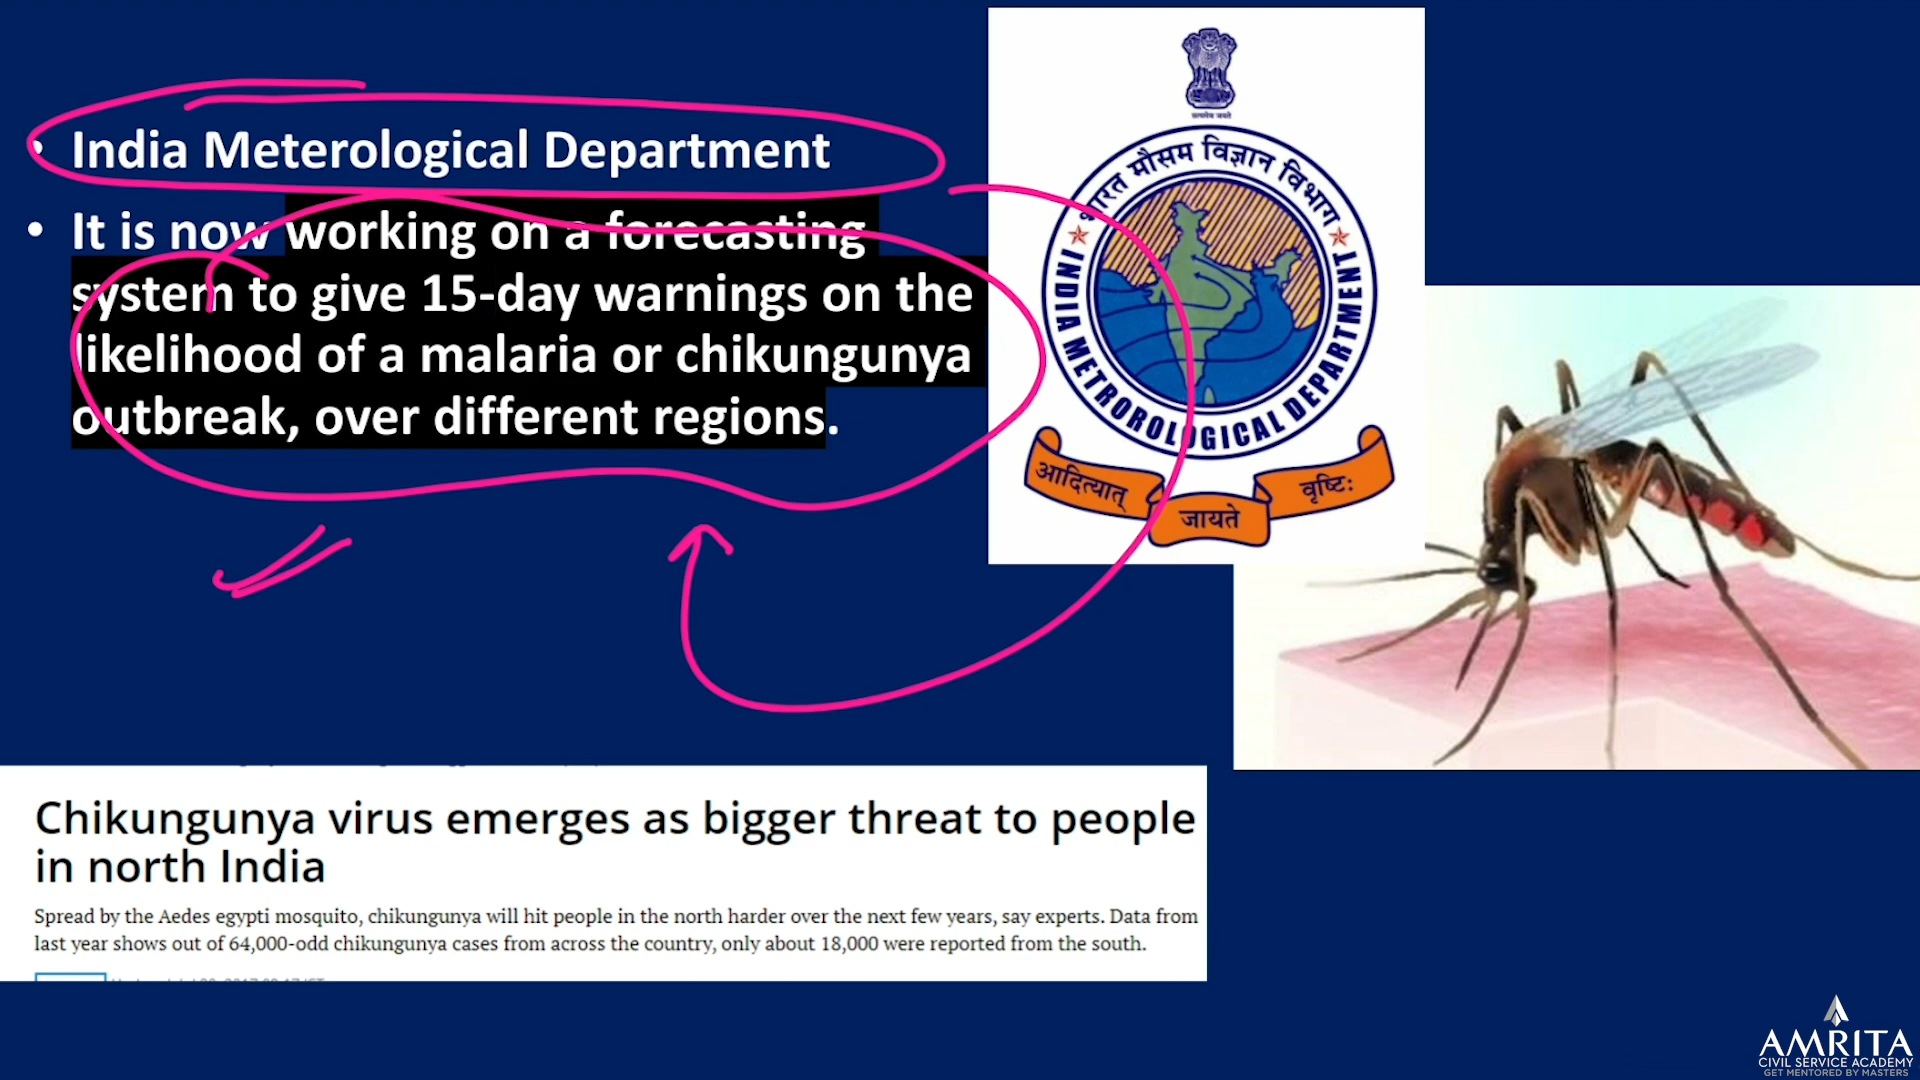 • India Meterological Department
• It is now working on a forecasting
system to give 15-day warnings on the
likelihood of a malaria or chikungunya
outbreak, over different regions.
सत्यमेव जयते
भारत मौसम विज्ञान विभाग
INDIA METROROLOGICAL DEPARTMENT
आदित्यात्
जायते
वृष्टिः
Chikungunya virus emerges as bigger threat to people
in north India
Spread by the Aedes egypti mosquito, chikungunya will hit people in the north harder over the next few years, say experts. Data from
last year shows out of 64,000-odd chikungunya cases from across the country, only about 18,000 were reported from the south.
AMRITA
CIVIL SERVICE ACADEMY
GET MENTORED BY MASTERS